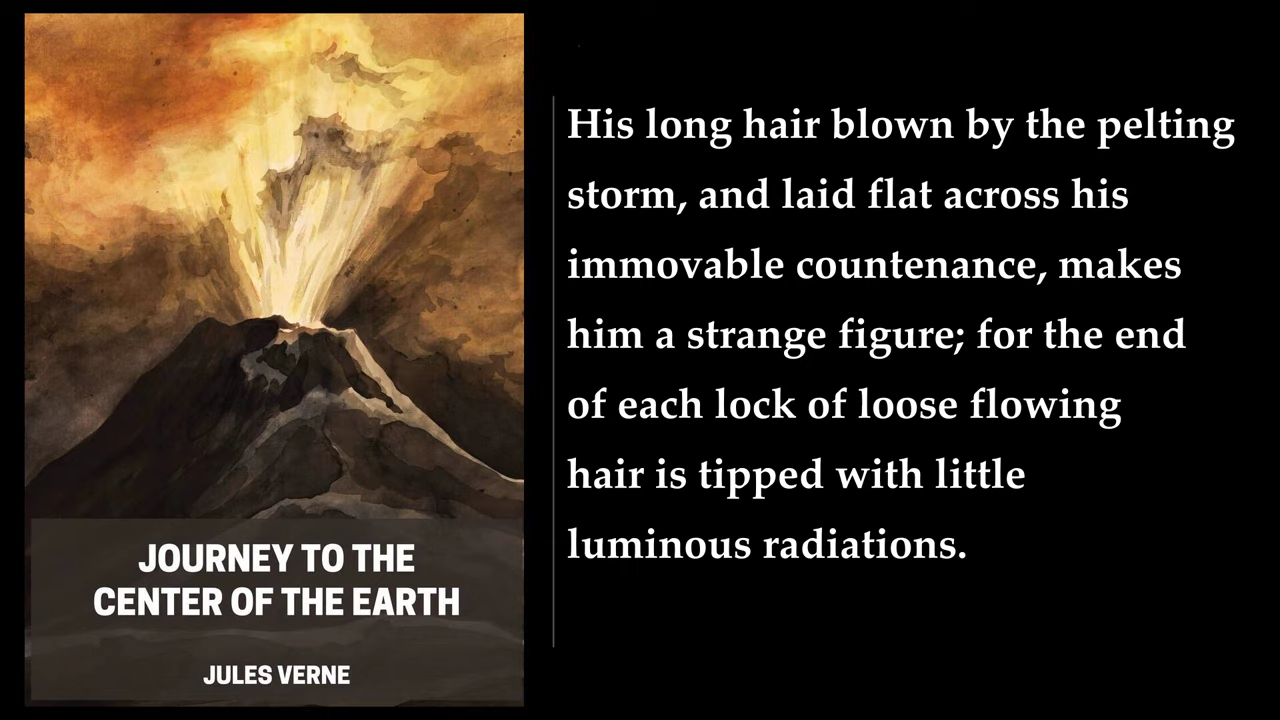 JOURNEY TO THE
CENTER OF THE EARTH
JULES VERNE
His long hair blown by the pelting
storm, and laid flat across his
immovable countenance, makes
him a strange figure; for the end
of each lock of loose flowing
hair is tipped with little
luminous radiations.